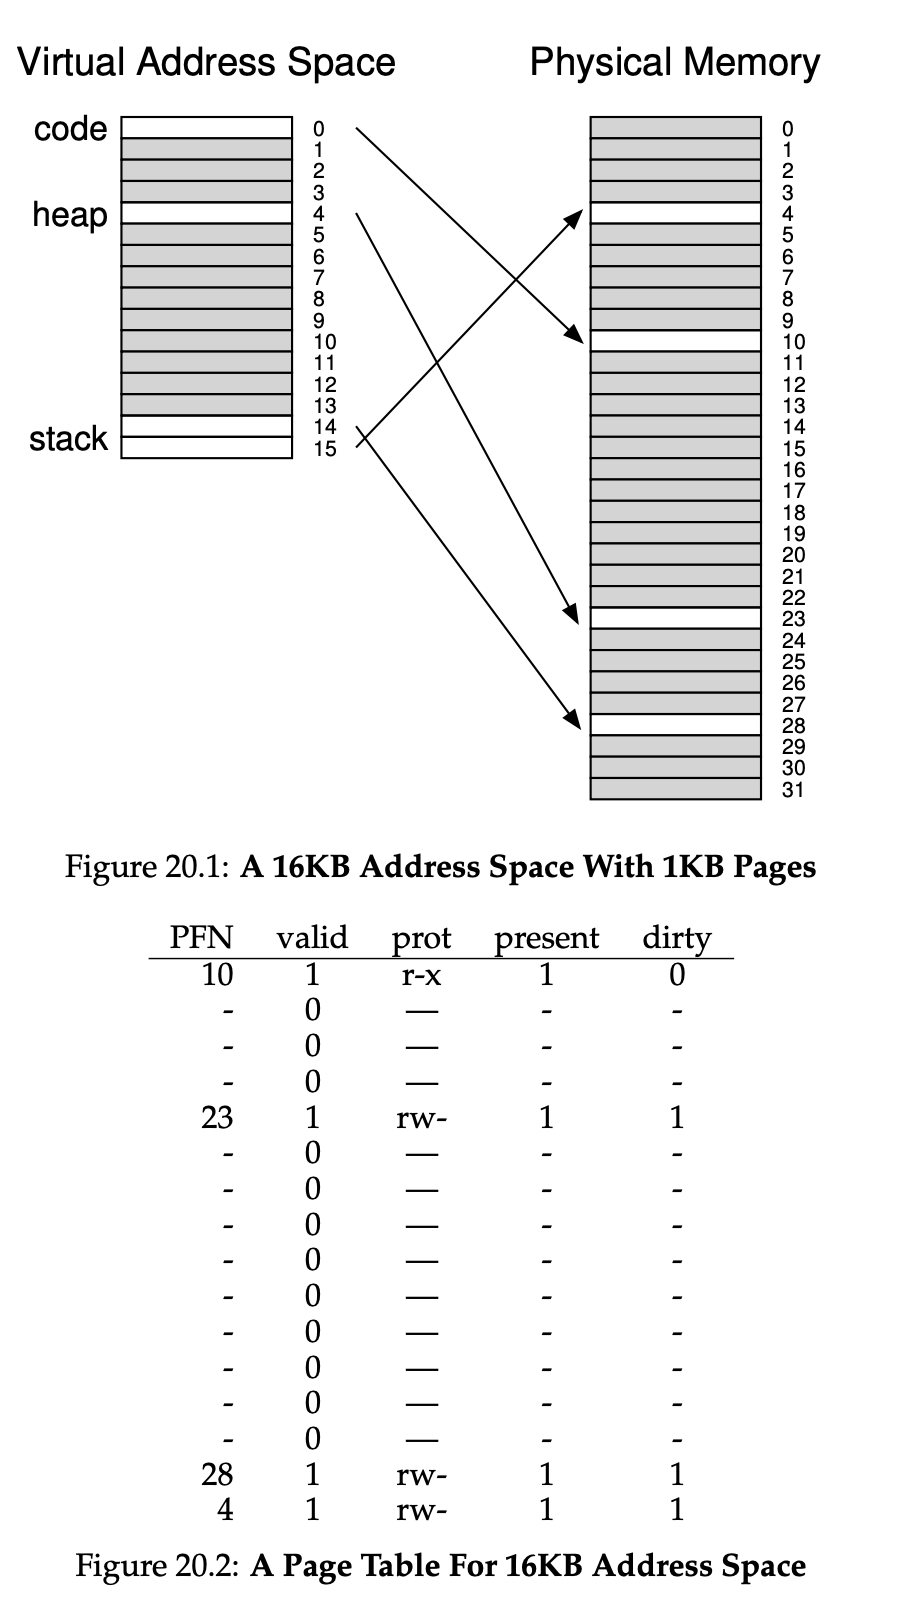 Virtual Address Space
Physical Memory
code
heap
stack
0
1
2
3
4
5
6
7
8
9
10
11
12
13
14
15
0
1
2
3
4
5
6
7
8
9
10
11
12
13
14
15
16
17
18
19
20
21
22
23
24
25
26
27
28
29
30
31
Figure 20.1: A 16KB Address Space With 1KB Pages
PFN valid prot present dirty
10 1 r-x 1 0
- 0 — - -
- 0 — - -
- 0 — - -
23 1 rw- 1 1
- 0 — - -
- 0 — - -
- 0 — - -
- 0 — - -
- 0 — - -
- 0 — - -
- 0 — - -
- 0 — - -
- 0 — - -
28 1 rw- 1 1
4 1 rw- 1 1
Figure 20.2: A Page Table For 16KB Address Space